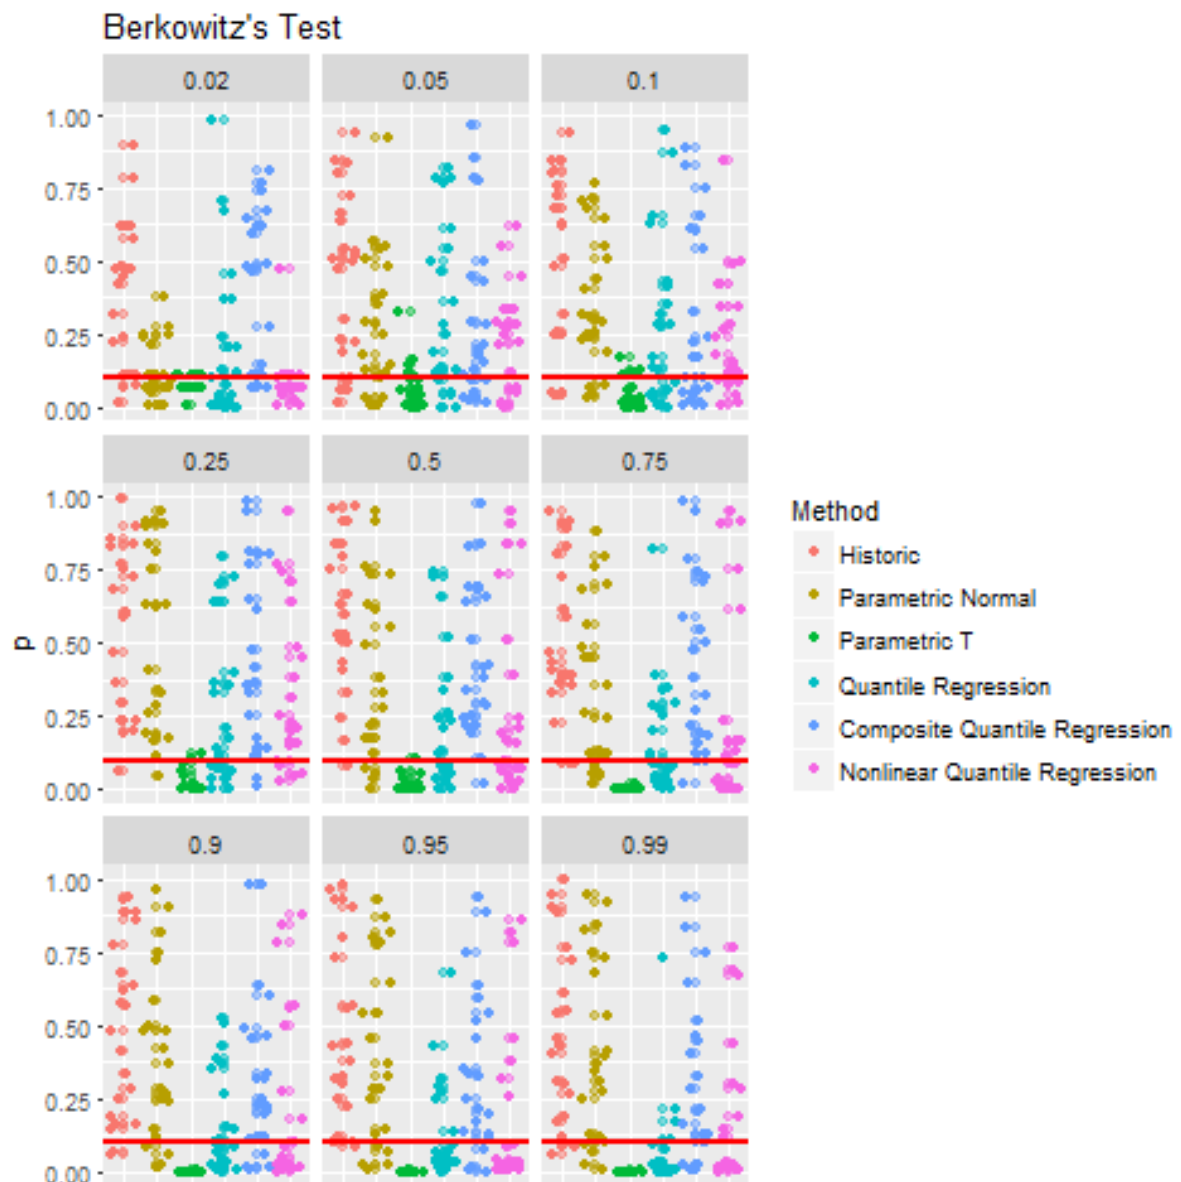 Berkowitz's Test
0.02 0.05 0.1
1.00
0.75
0.50
0.25
0.00
0.25 0.5 0.75
1.00
0.75
0.50
0.25
0.00
p
0.9 0.95 0.99
1.00
0.75
0.50
0.25
0.00
Method
Historic
Parametric Normal
Parametric T
Quantile Regression
Composite Quantile Regression
Nonlinear Quantile Regression